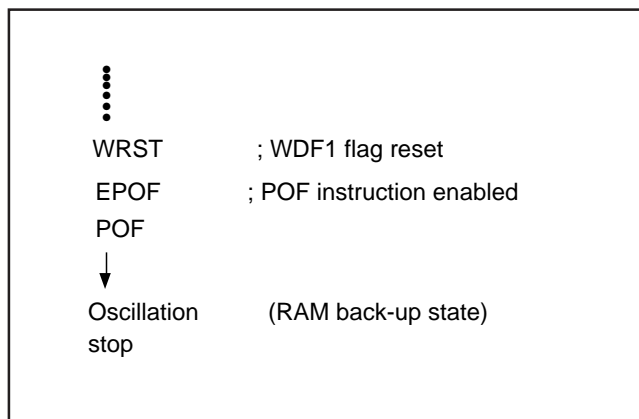 WRST ; WDF1 flag reset
EPOF ; POF instruction enabled
POF
Oscillation (RAM back-up state)
stop